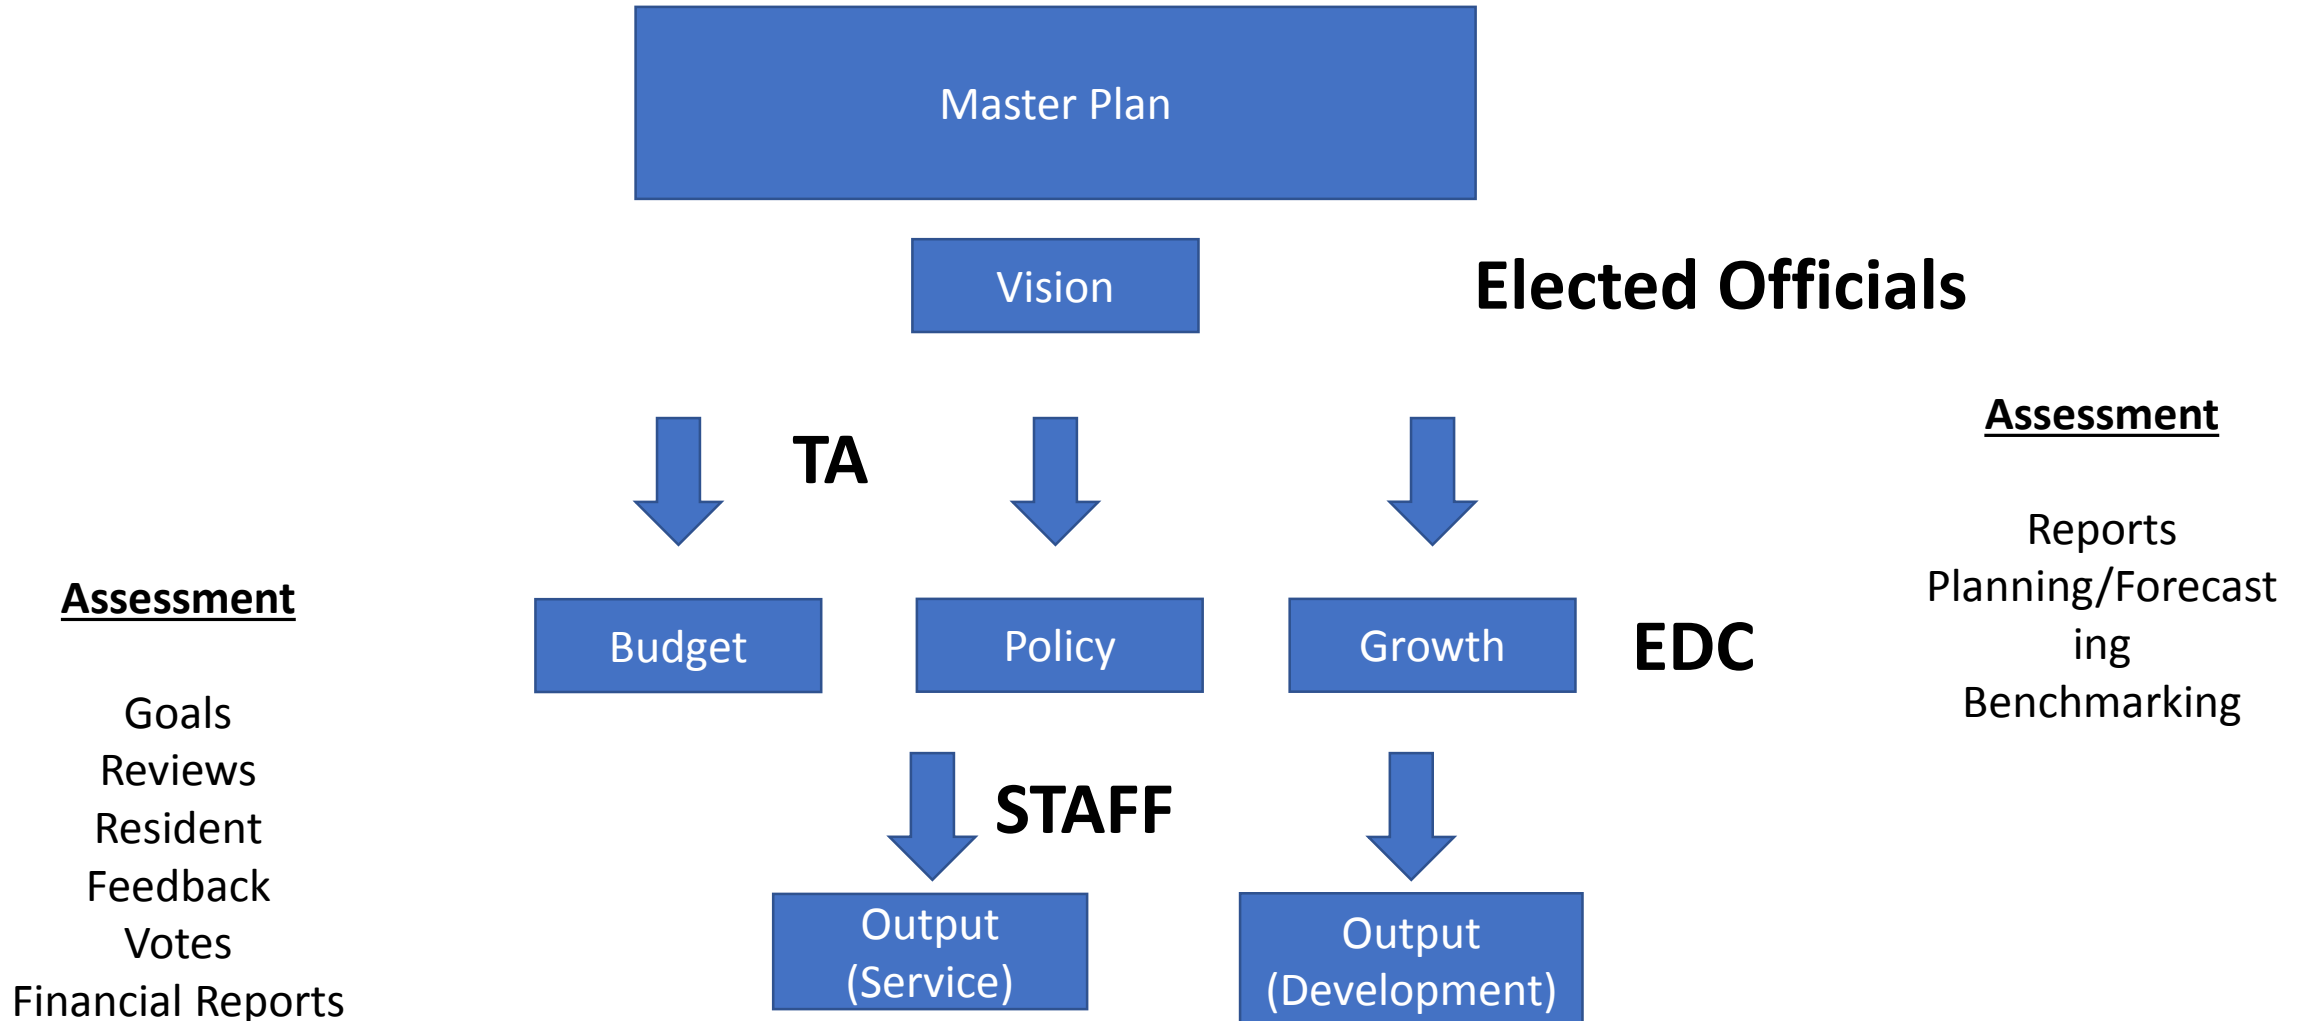 Master Plan
Vision
Elected Officials
TA
Assessment
Reports
Planning/Forecast
ing
Benchmarking
Assessment
Goals
Reviews
Resident
Feedback
Votes
Financial Reports
Budget
Policy
Growth
EDC
STAFF
Output
(Service)
Output
(Development)